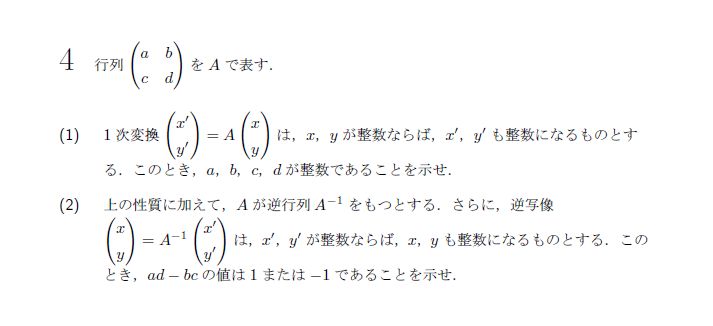 4 行列 $\begin{pmatrix} a & b \\ c & d \end{pmatrix}$ を $A$ で表す．
(1) 1次変換 $\begin{pmatrix} x' \\ y' \end{pmatrix} = A \begin{pmatrix} x \\ y \end{pmatrix}$ は，$x$，$y$ が整数ならば，$x'$，$y'$ も整数になるものとす
る．このとき，$a$，$b$，$c$，$d$ が整数であることを示せ．
(2) 上の性質に加えて，$A$ が逆行列 $A^{-1}$ をもつとする．さらに，逆写像
$\begin{pmatrix} x \\ y \end{pmatrix} = A^{-1} \begin{pmatrix} x' \\ y' \end{pmatrix}$ は，$x'$，$y'$ が整数ならば，$x$，$y$ も整数になるものとする．この
とき，$ad - bc$ の値は 1 または −1 であることを示せ．